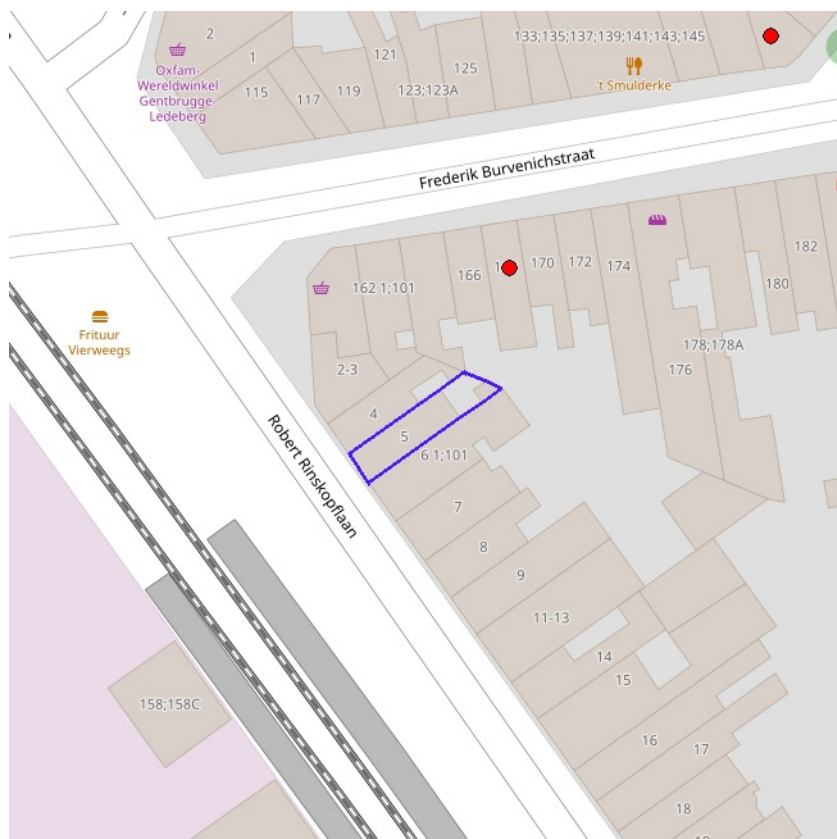 2
1
121
133;135;137;139;141;143;145
Oxfam-
Wereldwinkel
Gentbrugge-
Ledeberg
115
117
119
123;123A
125
't Smulderke
Frederik Burvenichstraat
162 1;101
166
170
172
174
182
180
178;178A
176
Frituur
Vierweegs
2-3
4
5
6 1;101
Robert Rinskopflaan
7
8
9
11-13
14
15
16
17
18
158;158C